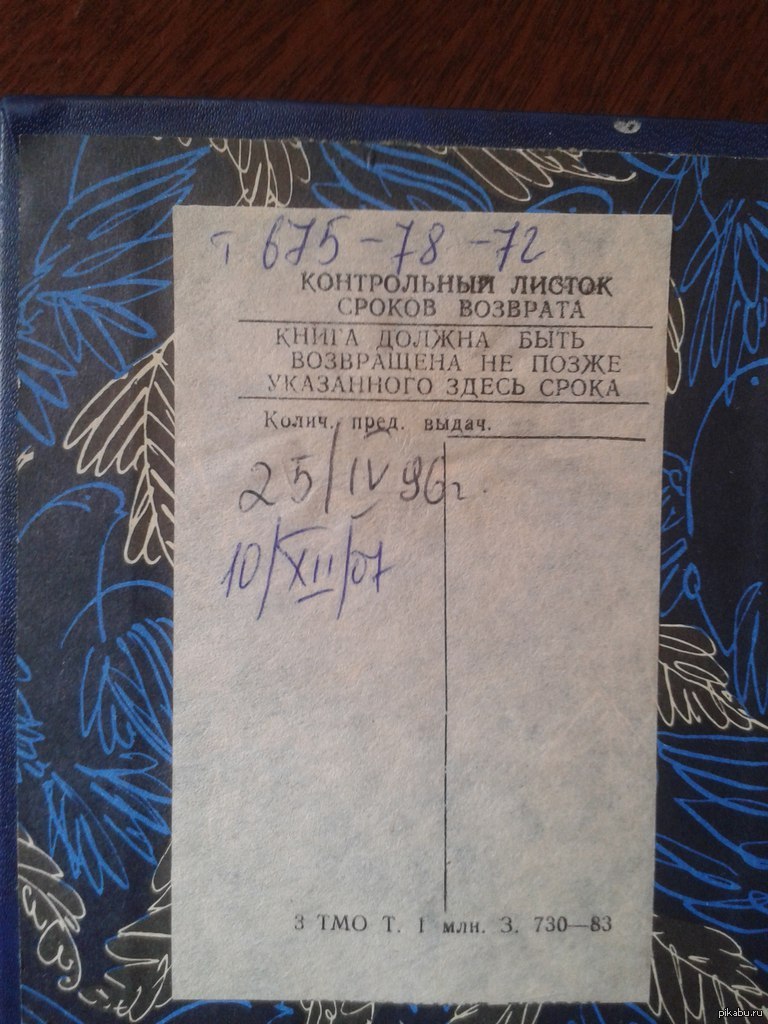 т 675-78-72
КОНТРОЛЬНЫЙ ЛИСТОК
СРОКОВ ВОЗВРАТА
КНИГА ДОЛЖНА БЫТЬ
ВОЗВРАЩЕНА НЕ ПОЗЖЕ
УКАЗАННОГО ЗДЕСЬ СРОКА
Колич. пред. выдач.
25/IV 96г.
10/XII/07
3 ТМО Т. 1 млн. З. 730—83
pikabu.ru